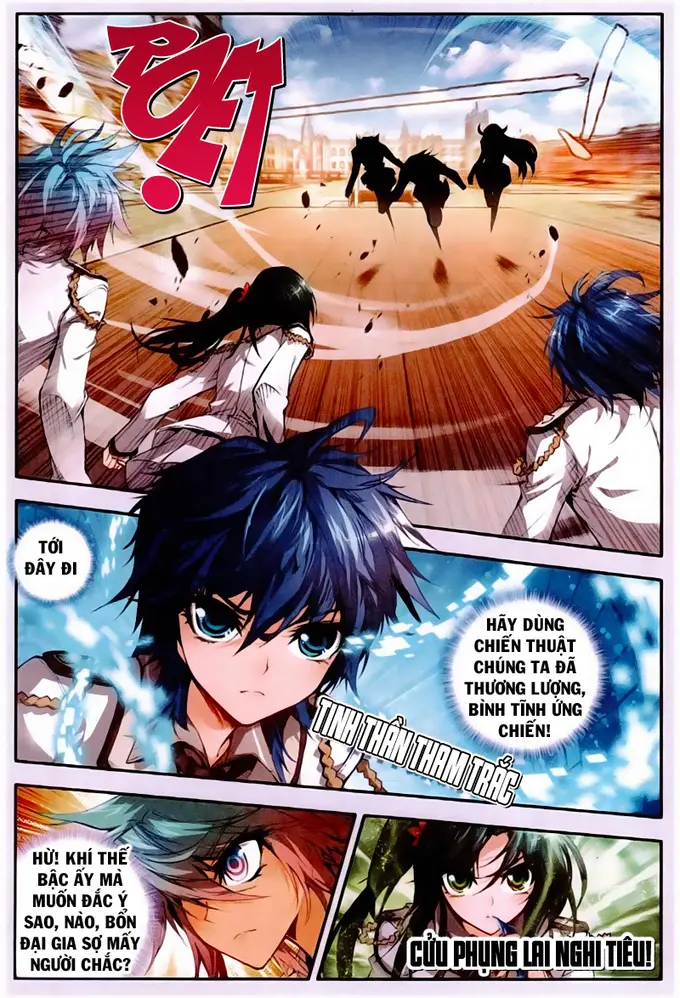 ROẸT
TỚI
ĐÂY ĐI
HÃY DÙNG
CHIẾN THUẬT
CHÚNG TA ĐÃ
THƯƠNG LƯỢNG,
BÌNH TĨNH ỨNG
CHIẾN!
TINH THẦN THAM TRẮC
HỪ! KHÍ THẾ
BẬC ẤY MÀ
MUỐN ĐẮC Ý
SAO, NÀO, BỔN
ĐẠI GIA SỢ MẤY
NGƯỜI CHẮC?
CỬU PHỤNG LAI NGHI TIÊU!